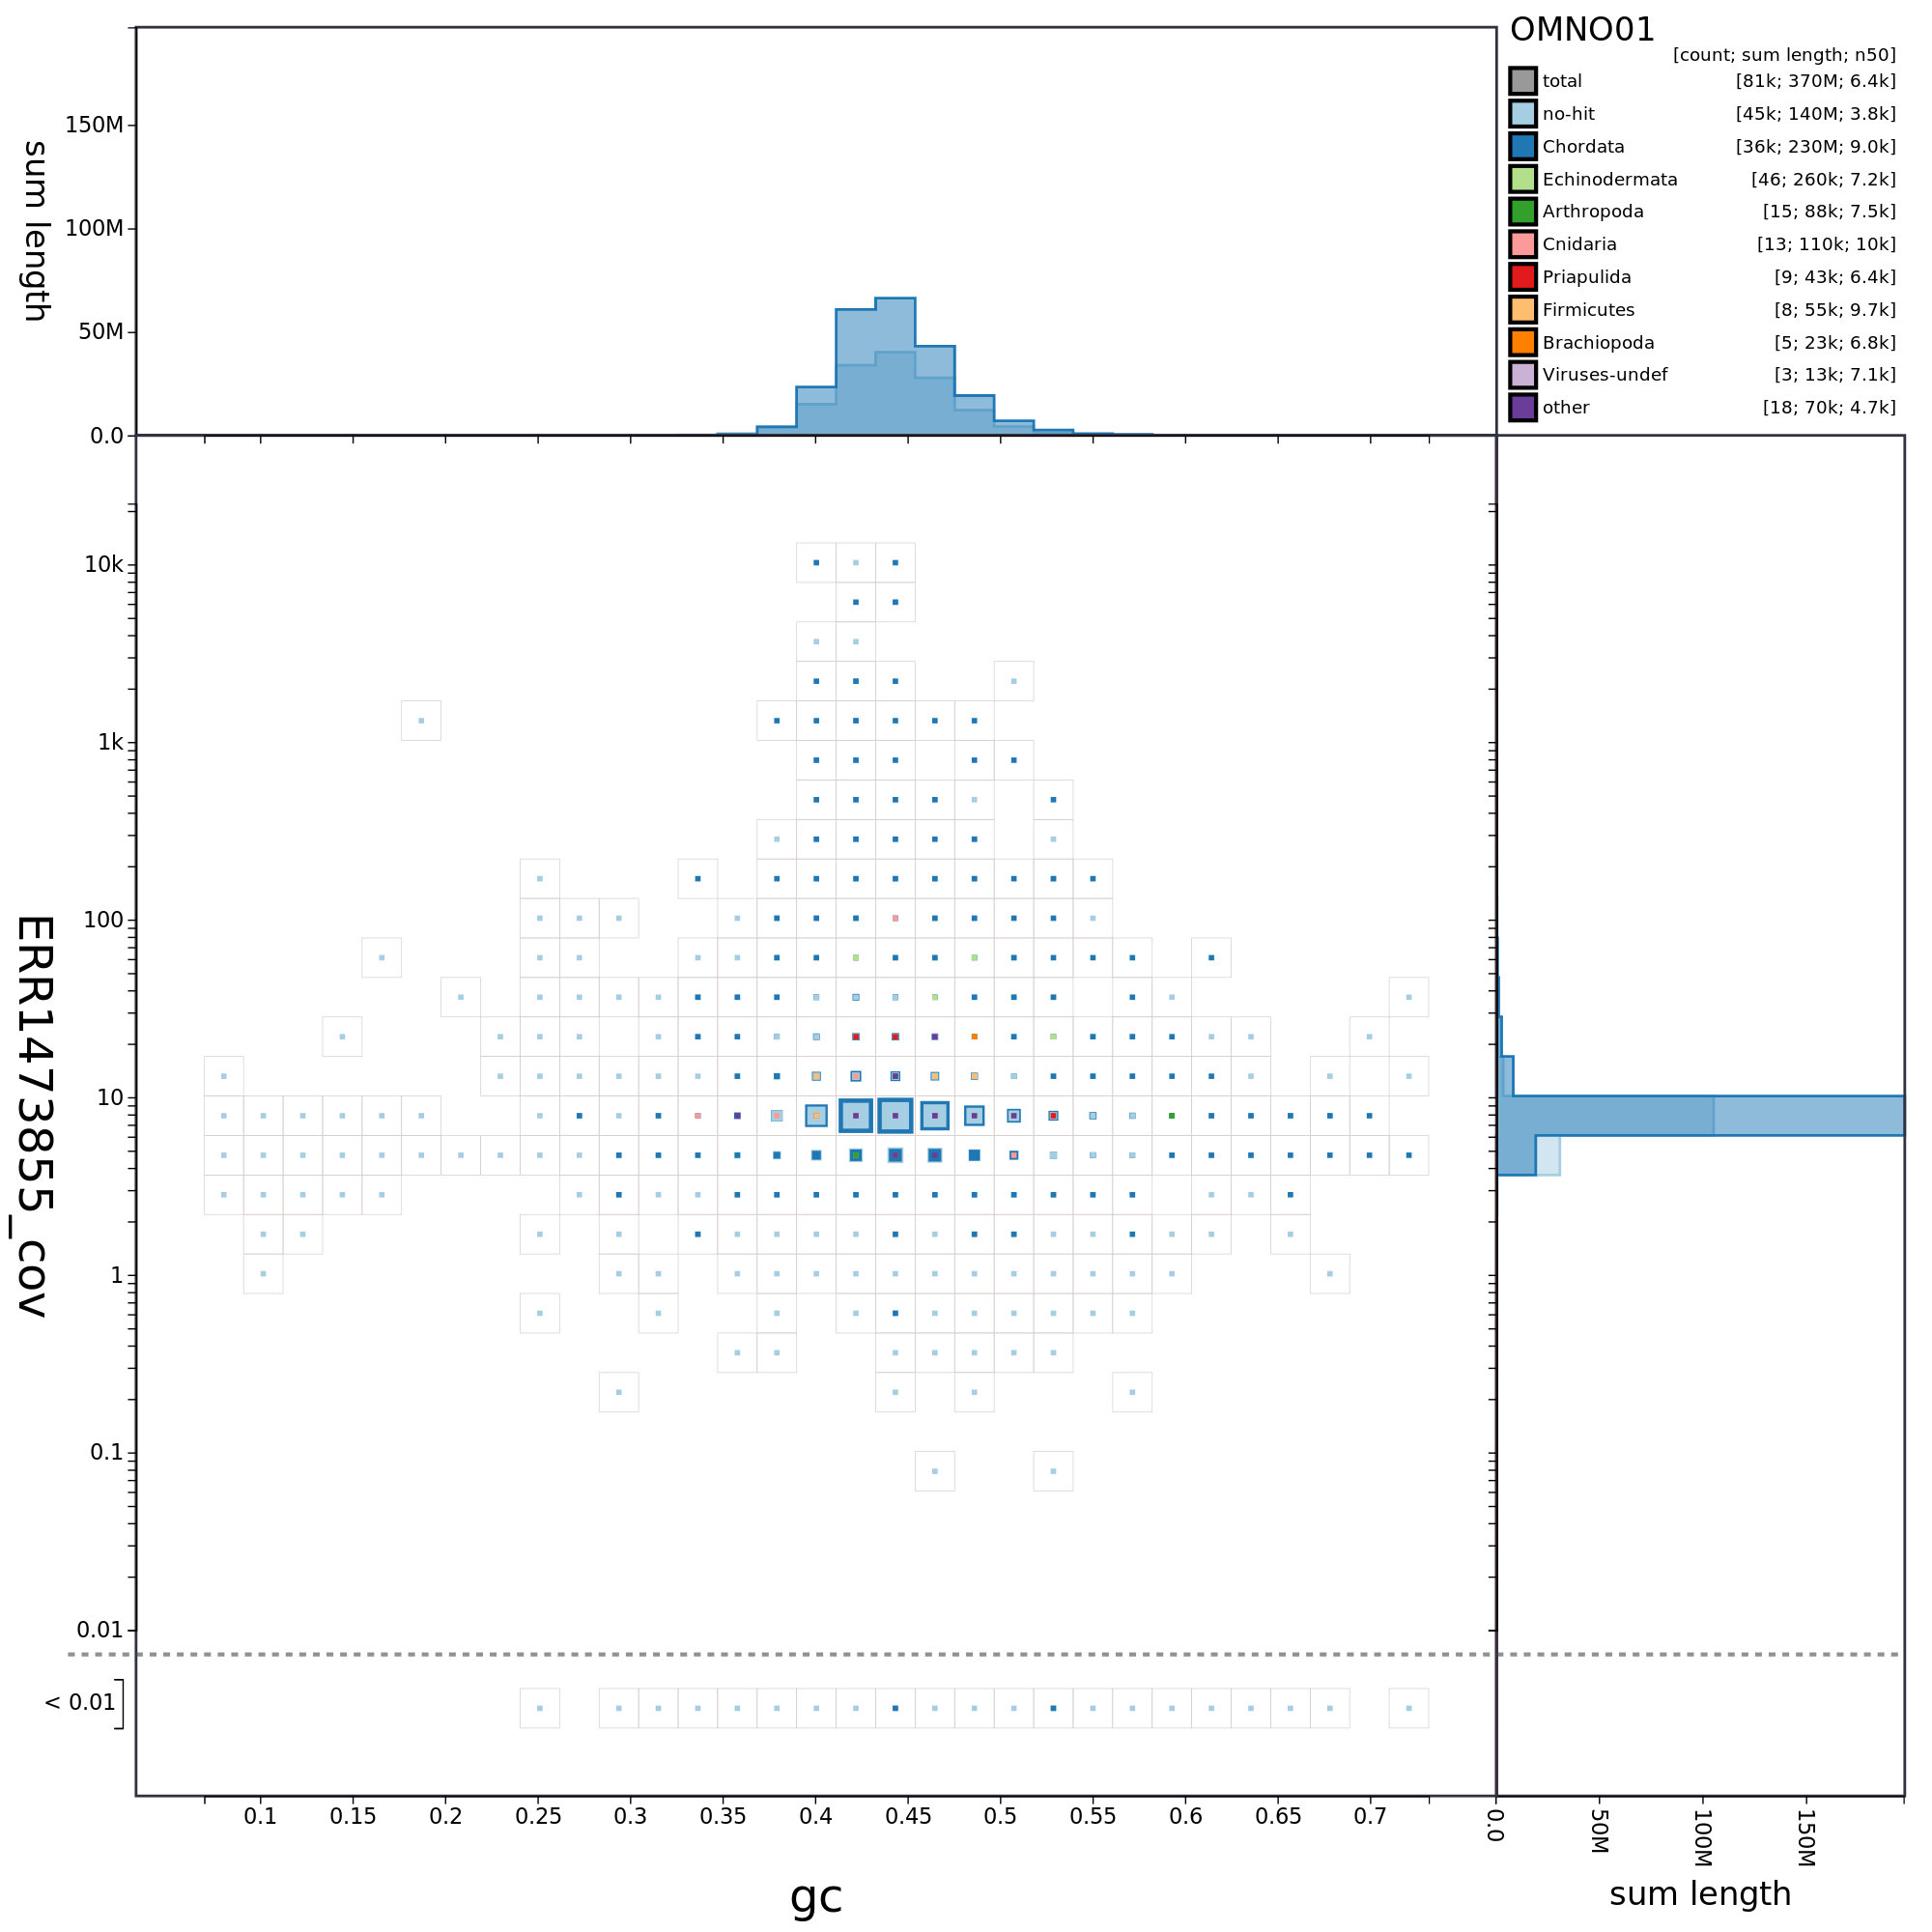 OMNO01
[count; sum length; n50]
total [81k; 370M; 6.4k]
no-hit [45k; 140M; 3.8k]
Chordata [36k; 230M; 9.0k]
Echinodermata [46; 260k; 7.2k]
Arthropoda [15; 88k; 7.5k]
Cnidaria [13; 110k; 10k]
Priapulida [9; 43k; 6.4k]
Firmicutes [8; 55k; 9.7k]
Brachiopoda [5; 23k; 6.8k]
Viruses-undef [3; 13k; 7.1k]
other [18; 70k; 4.7k]
sum length
150M
100M
50M
0.0
ERR1473855_cov
10k
1k
100
10
1
0.1
0.01
< 0.01
0.1 0.15 0.2 0.25 0.3 0.35 0.4 0.45 0.5 0.55 0.6 0.65 0.7
gc
0.0 50M 100M 150M
sum length